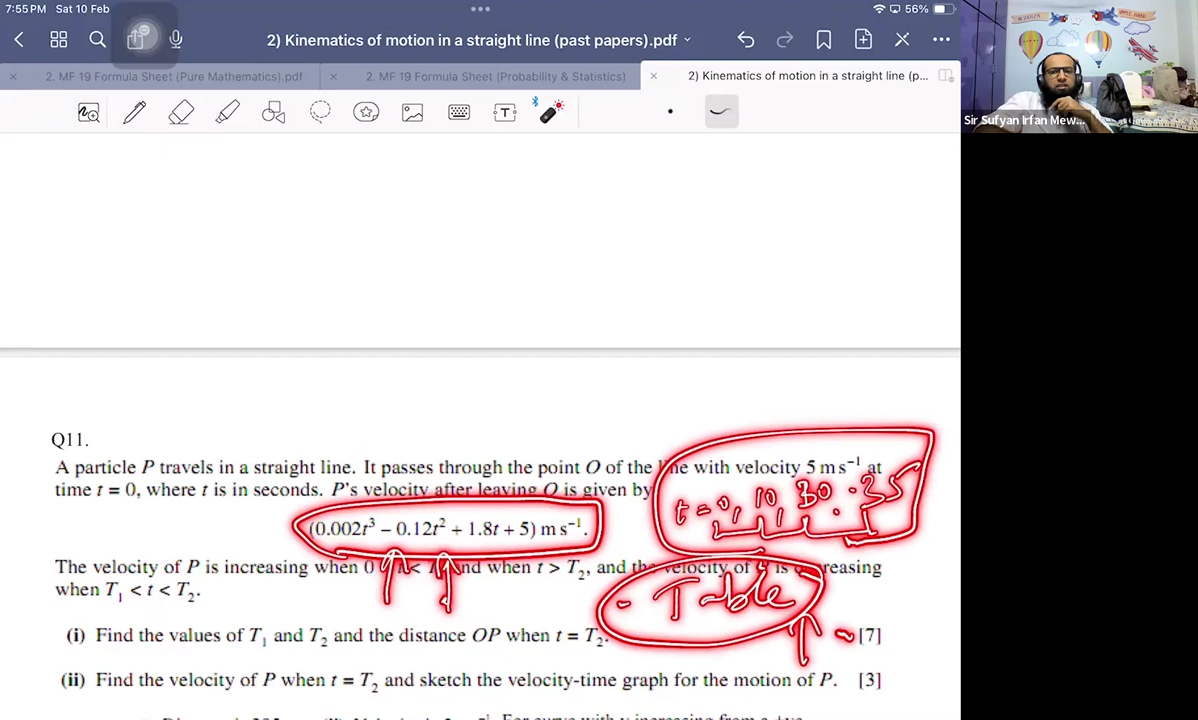 7:55 PM Sat 10 Feb
56%
2) Kinematics of motion in a straight line (past papers).pdf
2. MF 19 Formula Sheet (Pure Mathematics).pdf
2. MF 19 Formula Sheet (Probability & Statistics)
2) Kinematics of motion in a straight line (p...
Sir Sufyan Irfan Mew...
Q11.
A particle P travels in a straight line. It passes through the point O of the line with velocity 5 m s⁻¹ at
time t = 0, where t is in seconds. P's velocity after leaving O is given by
t = 0, 10, 30. 35
(0.002t³ − 0.12t² + 1.8t + 5) m s⁻¹.
The velocity of P is increasing when 0 < and when t > T₂, and the velocity of is decreasing
when T₁ < t < T₂.
- Table
(i) Find the values of T₁ and T₂ and the distance OP when t = T₂. [7]
(ii) Find the velocity of P when t = T₂ and sketch the velocity-time graph for the motion of P. [3]